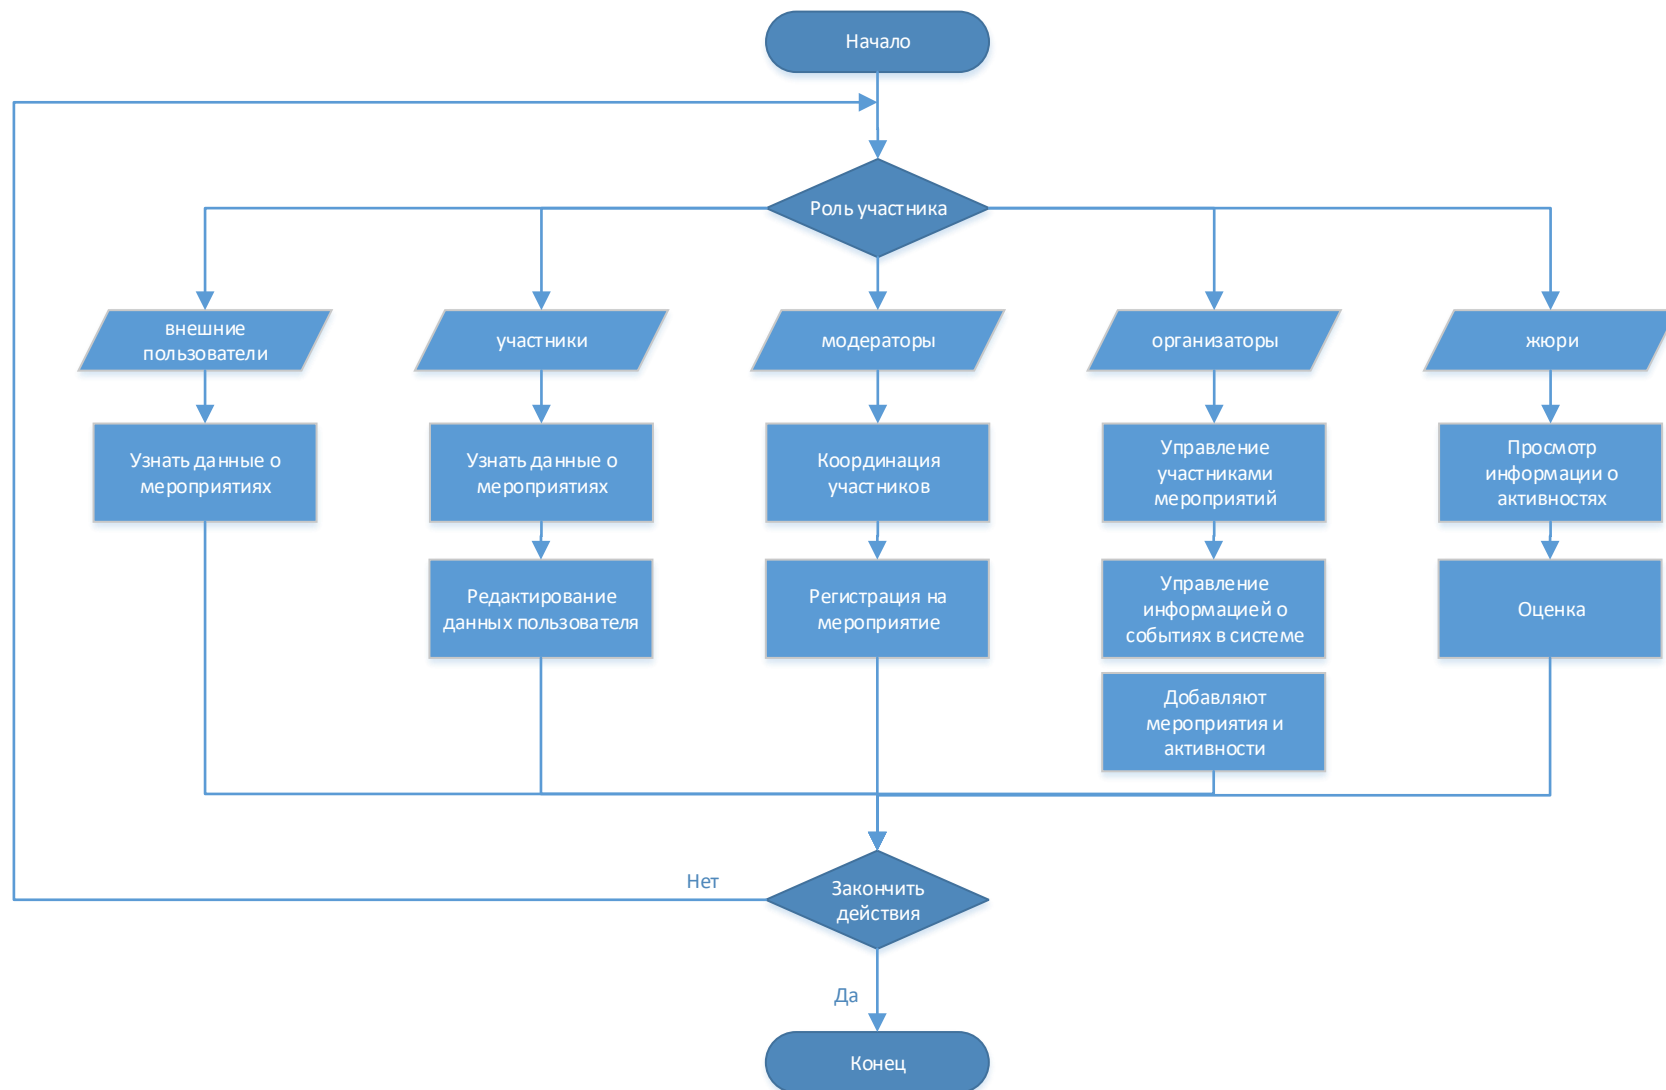 Начало
Роль участника
внешние
пользователи
участники
модераторы
организаторы
жюри
Узнать данные о
мероприятиях
Узнать данные о
мероприятиях
Координация
участников
Управление
участниками
мероприятий
Просмотр
информации о
активностях
Редактирование
данных пользователя
Регистрация на
мероприятие
Управление
информацией о
событиях в системе
Оценка
Добавляют
мероприятия и
активности
Нет
Закончить
действия
Да
Конец